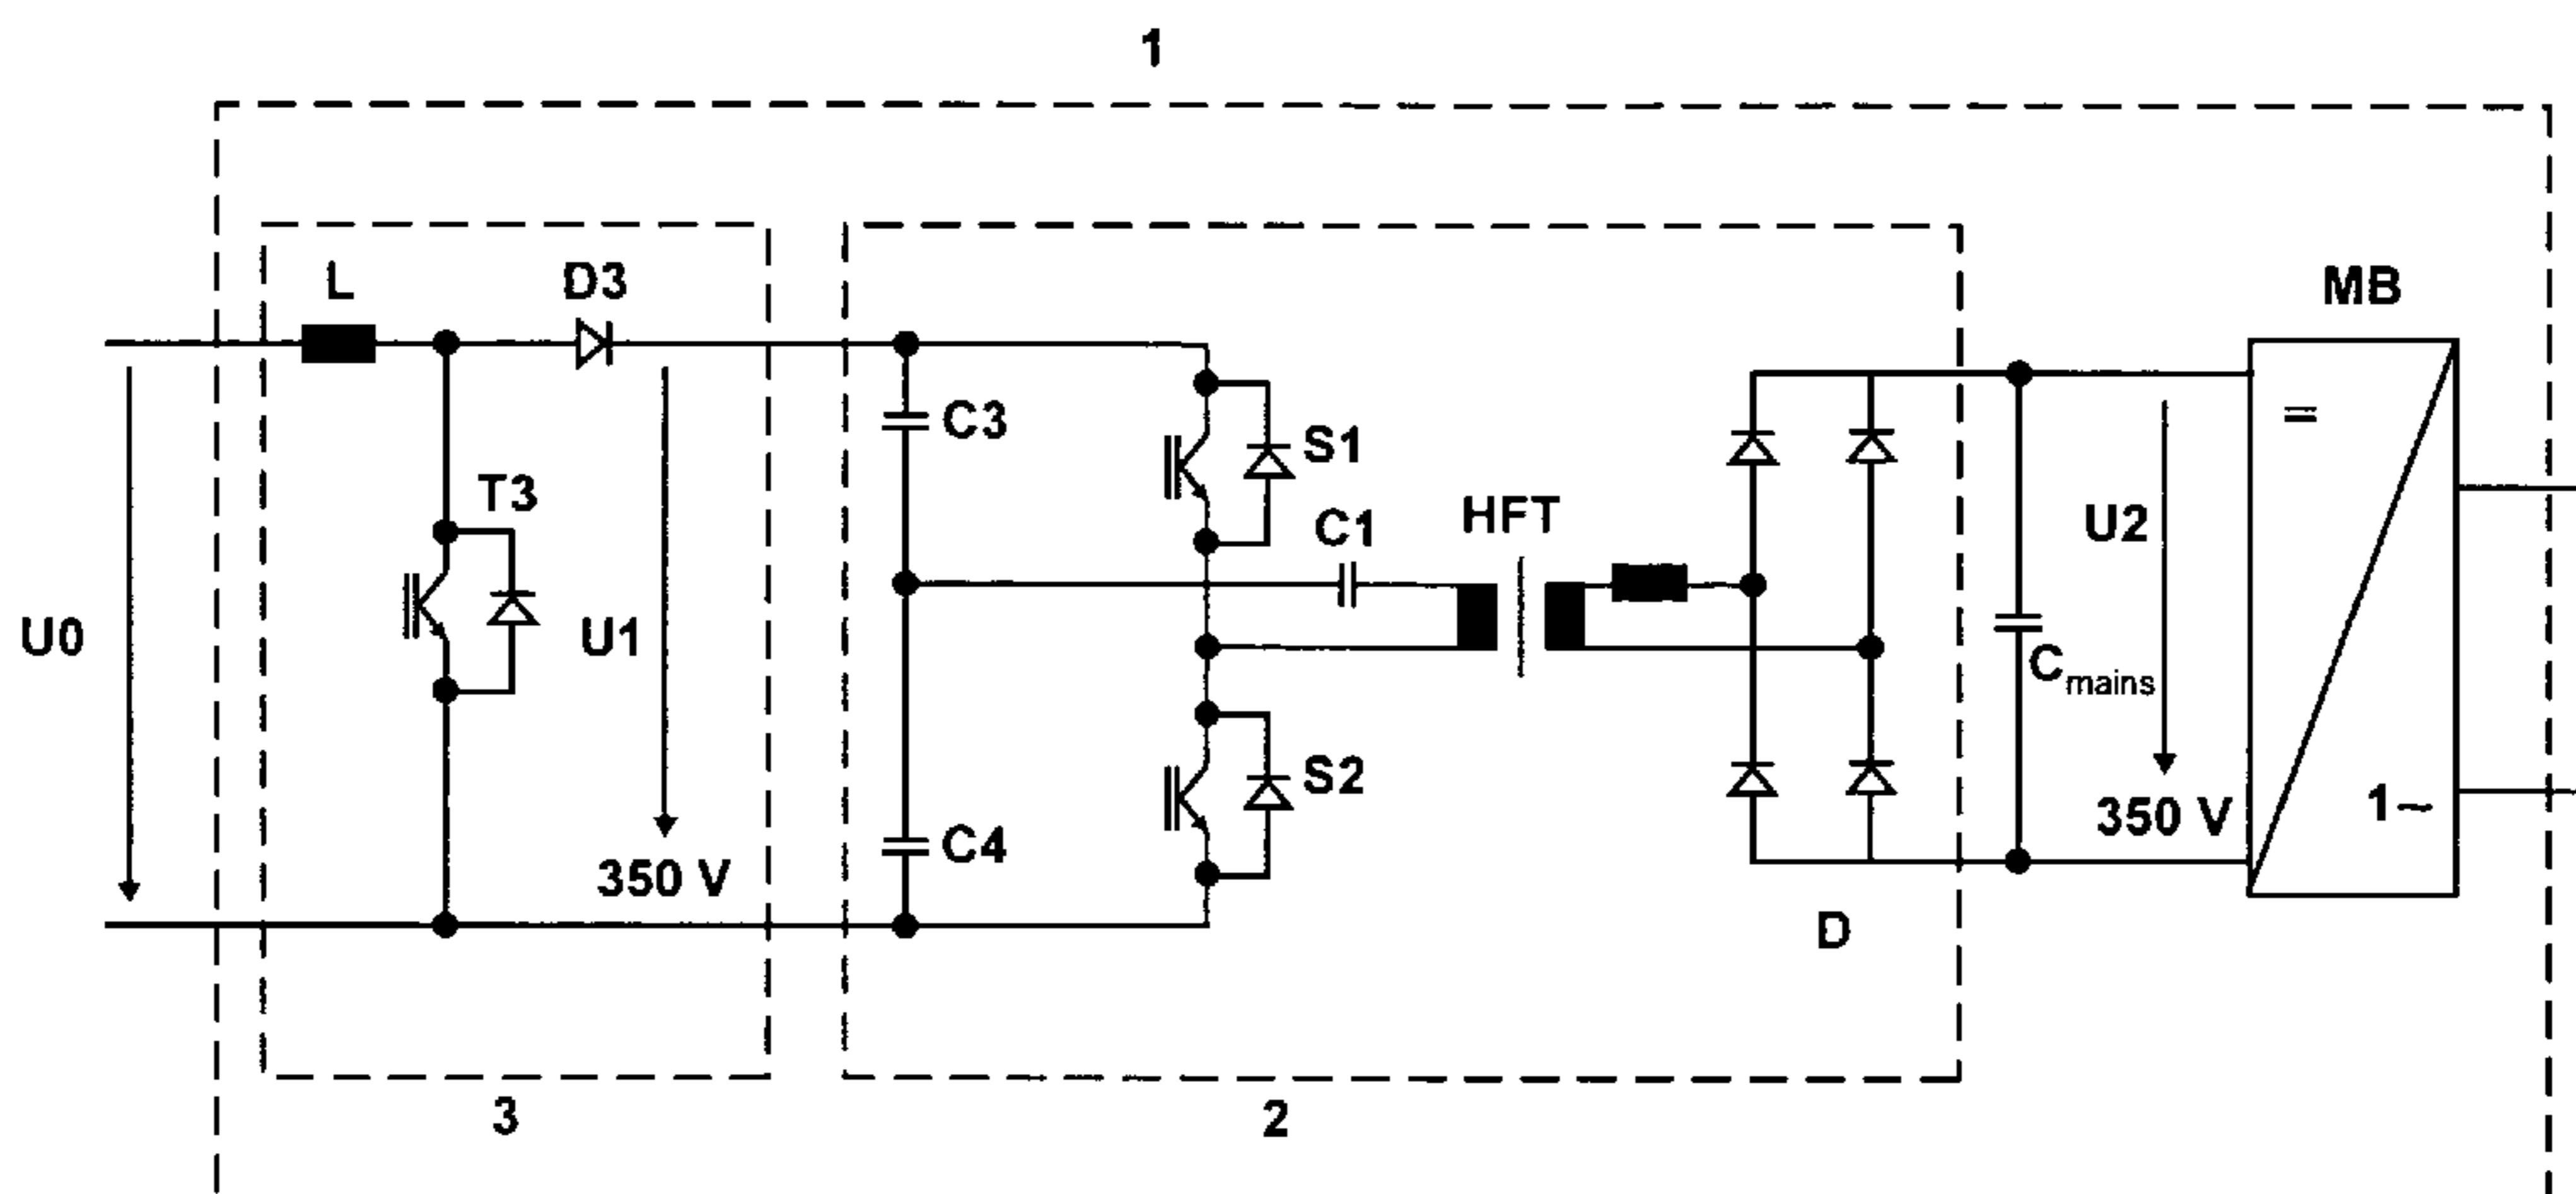 1
L
D3
MB
C3
=
S1
T3
C1
HFT
U2
U0
U1
Cmains
S2
1~
350 V
C4
350 V
D
3
2